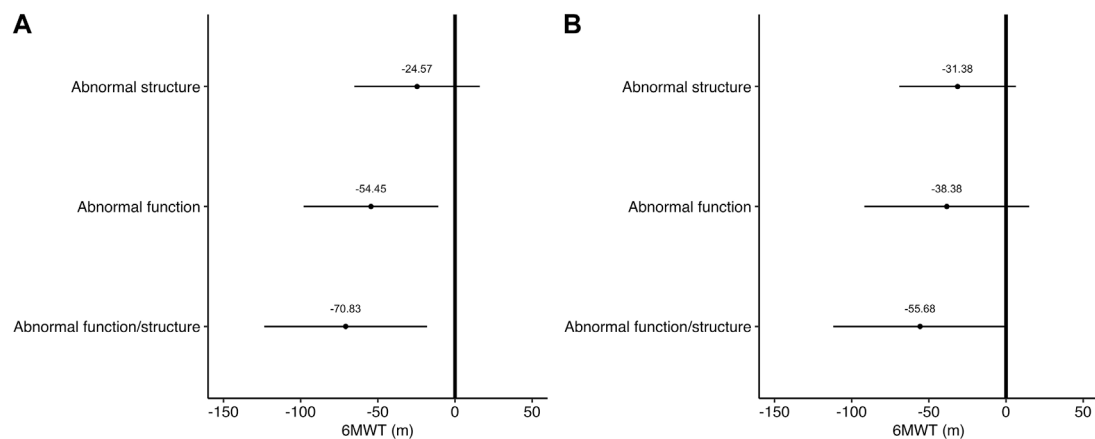 A
-24.57
Abnormal structure
-54.45
Abnormal function
-70.83
Abnormal function/structure
-150 -100 -50 0 50
6MWT (m)
B
-31.38
Abnormal structure
-38.38
Abnormal function
-55.68
Abnormal function/structure
-150 -100 -50 0 50
6MWT (m)